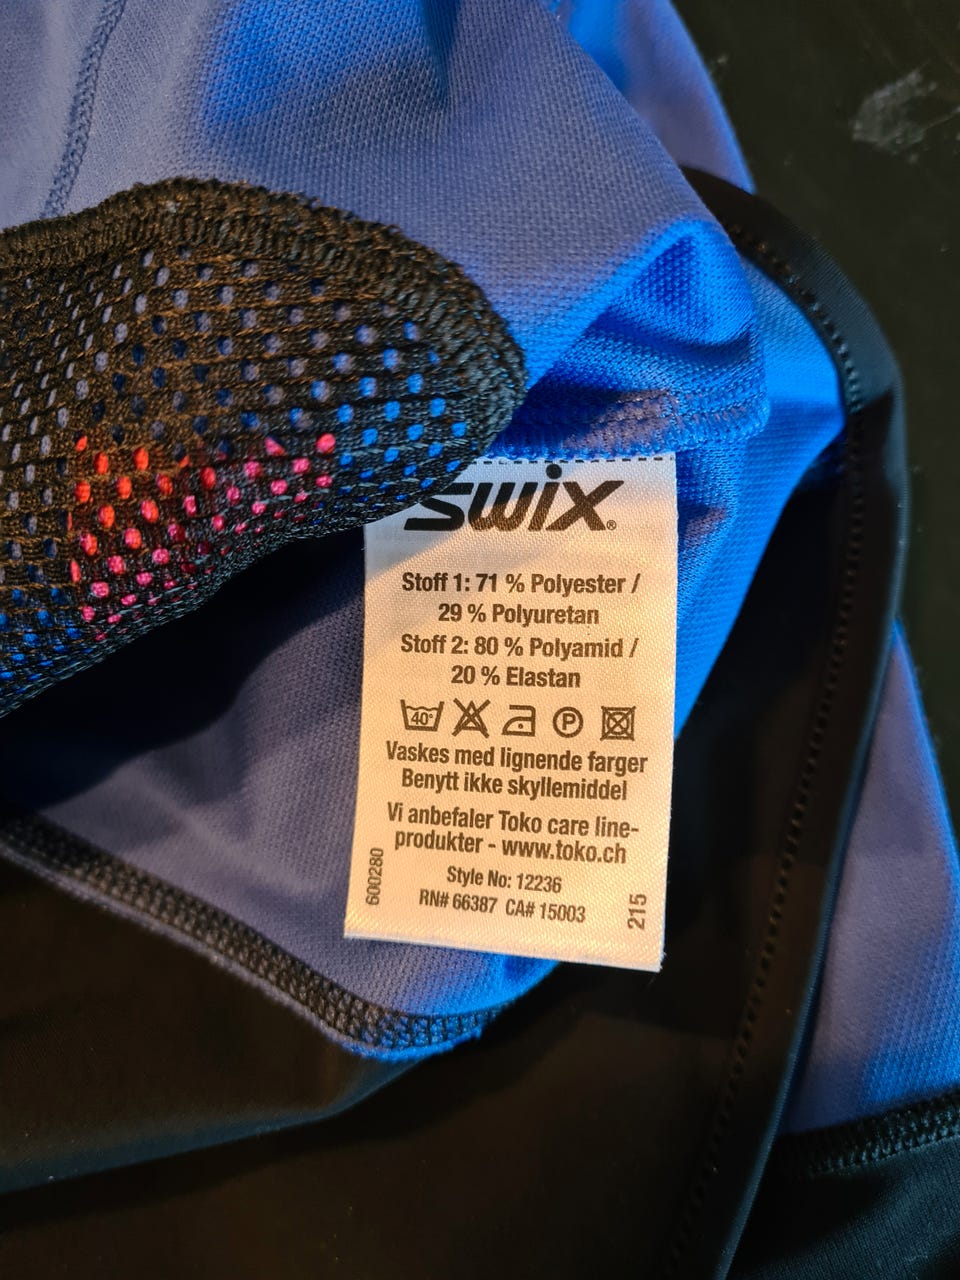 swix®
Stoff 1: 71 % Polyester /
29 % Polyuretan
Stoff 2: 80 % Polyamid /
20 % Elastan
40° P
Vaskes med lignende farger
Benytt ikke skyllemiddel
Vi anbefaler Toko care line-
produkter - www.toko.ch
Style No: 12236
RN# 66387 CA# 15003
600280
215